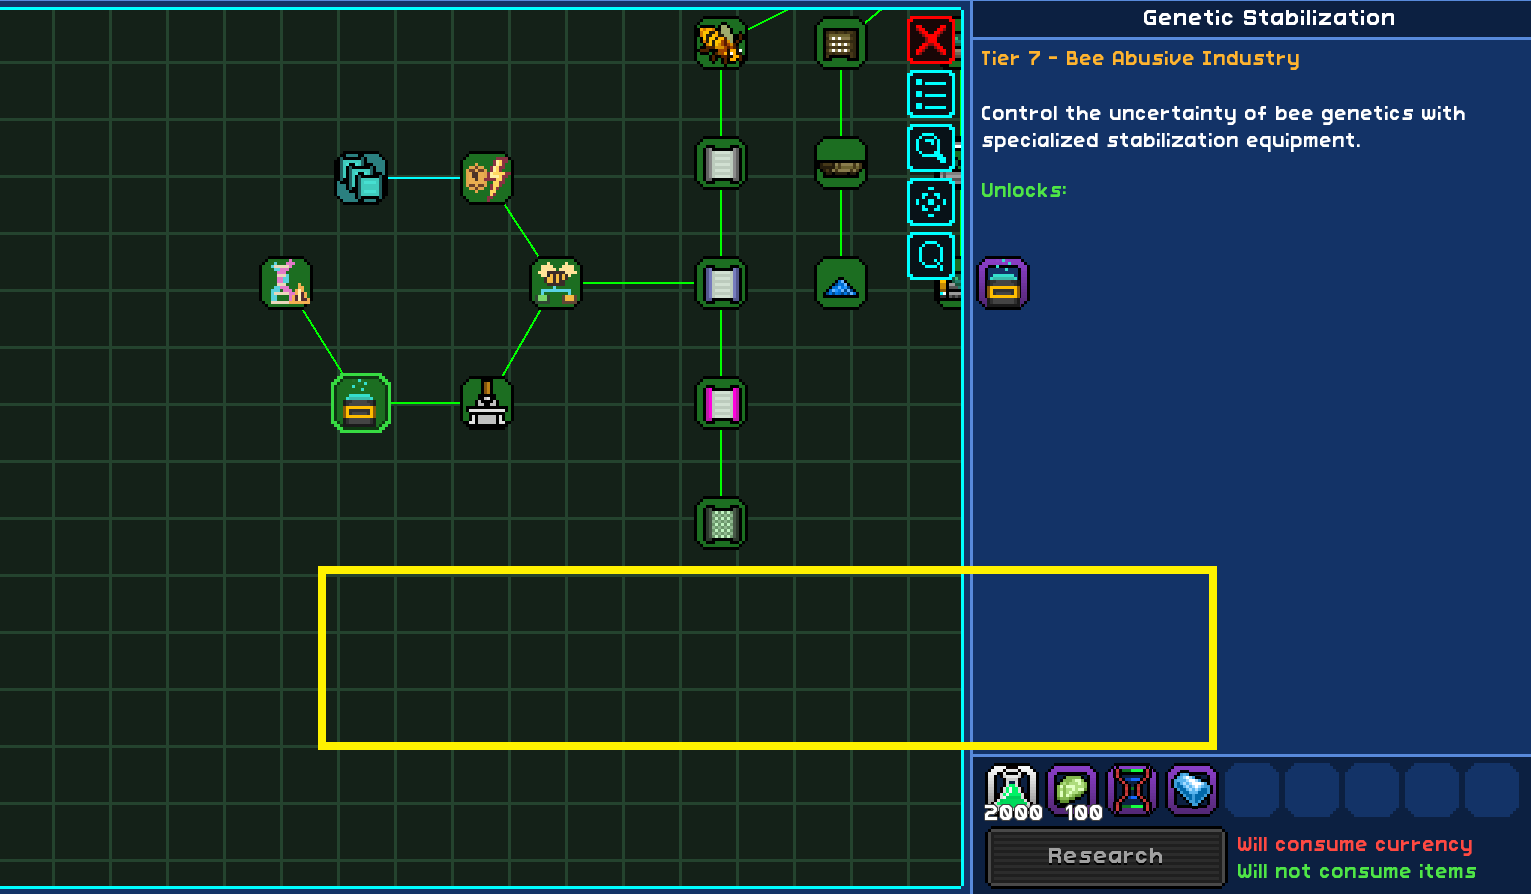 Genetic Stabilization
Tier 7 - Bee Abusive Industry
Control the uncertainty of bee genetics with
specialized stabilization equipment.
Unlocks:
2000 100
Research
Will consume currency
Will not consume items